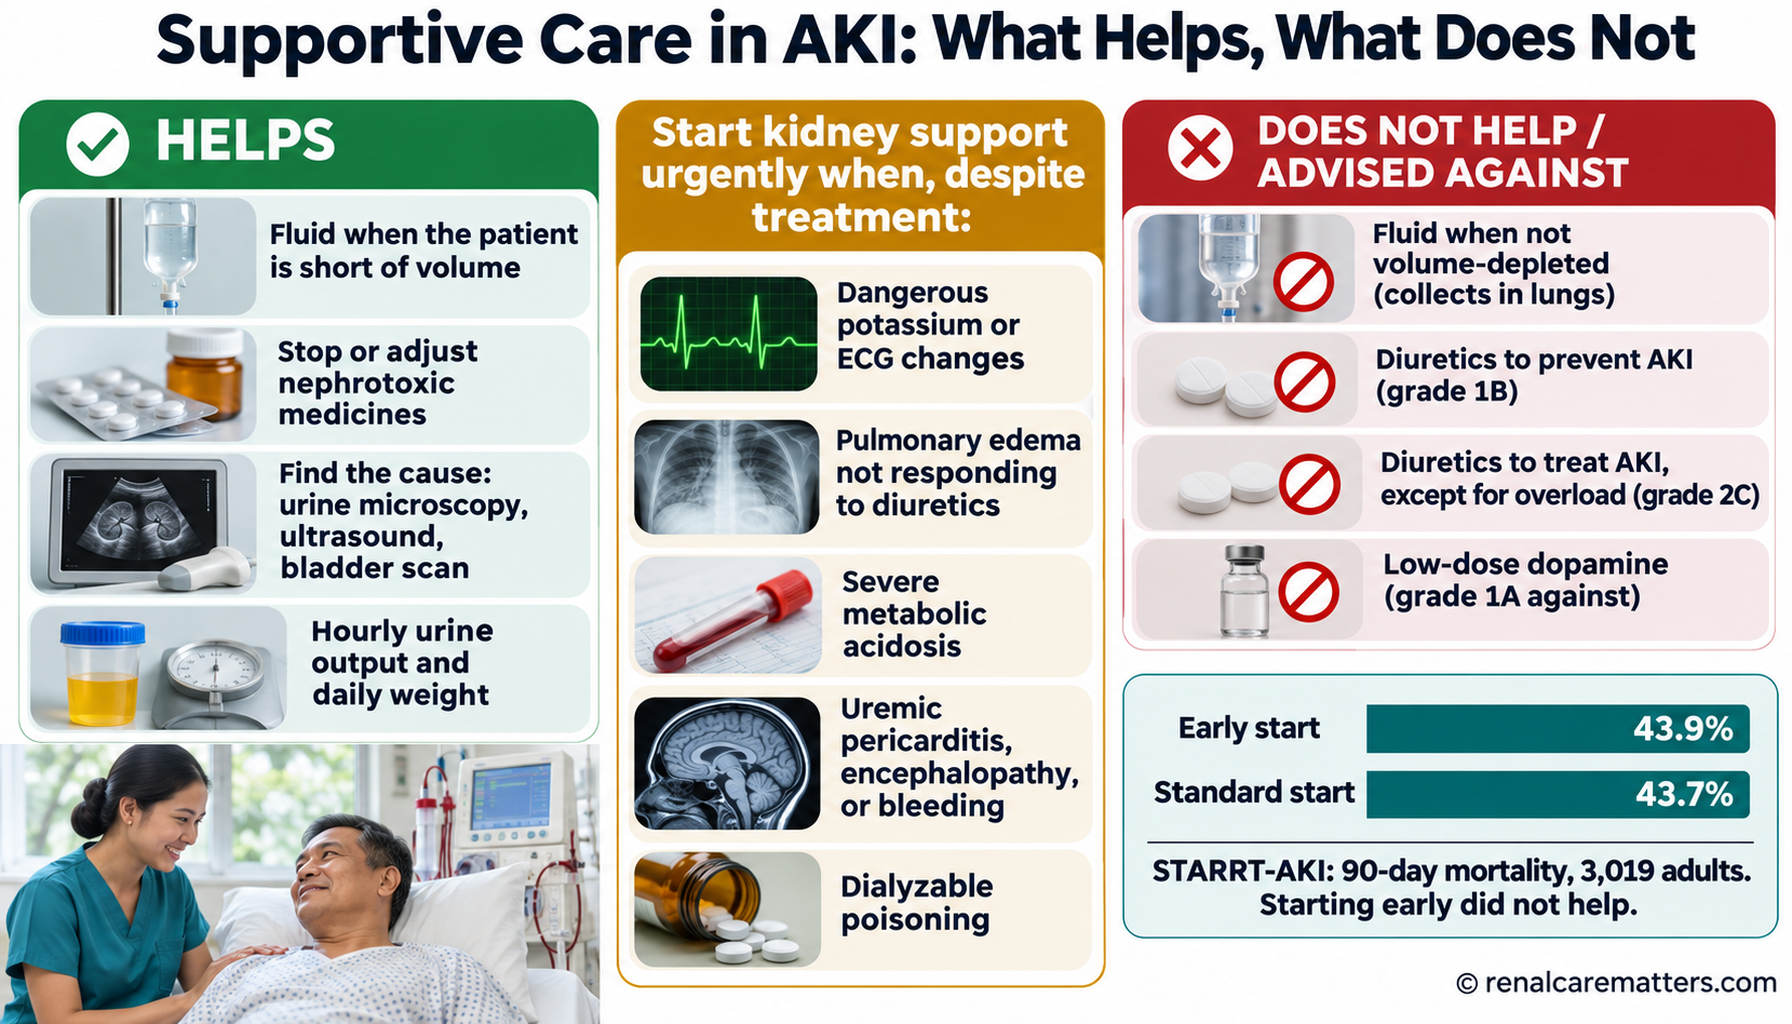 Supportive Care in AKI: What Helps, What Does Not
HELPS
Fluid when the patient
is short of volume
Stop or adjust
nephrotoxic
medicines
Find the cause:
urine microscopy,
ultrasound,
bladder scan
Hourly urine
output and
daily weight
Start kidney support
urgently when, despite
treatment:
Dangerous
potassium or
ECG changes
Pulmonary edema
not responding
to diuretics
Severe
metabolic
acidosis
Uremic
pericarditis,
encephalopathy,
or bleeding
Dialyzable
poisoning
DOES NOT HELP /
ADVISED AGAINST
Fluid when not
volume-depleted
(collects in lungs)
Diuretics to prevent AKI
(grade 1B)
Diuretics to treat AKI,
except for overload (grade 2C)
Low-dose dopamine
(grade 1A against)
Early start 43.9%
Standard start 43.7%
STARRT-AKI: 90-day mortality, 3,019 adults.
Starting early did not help.
© renalcarematters.com